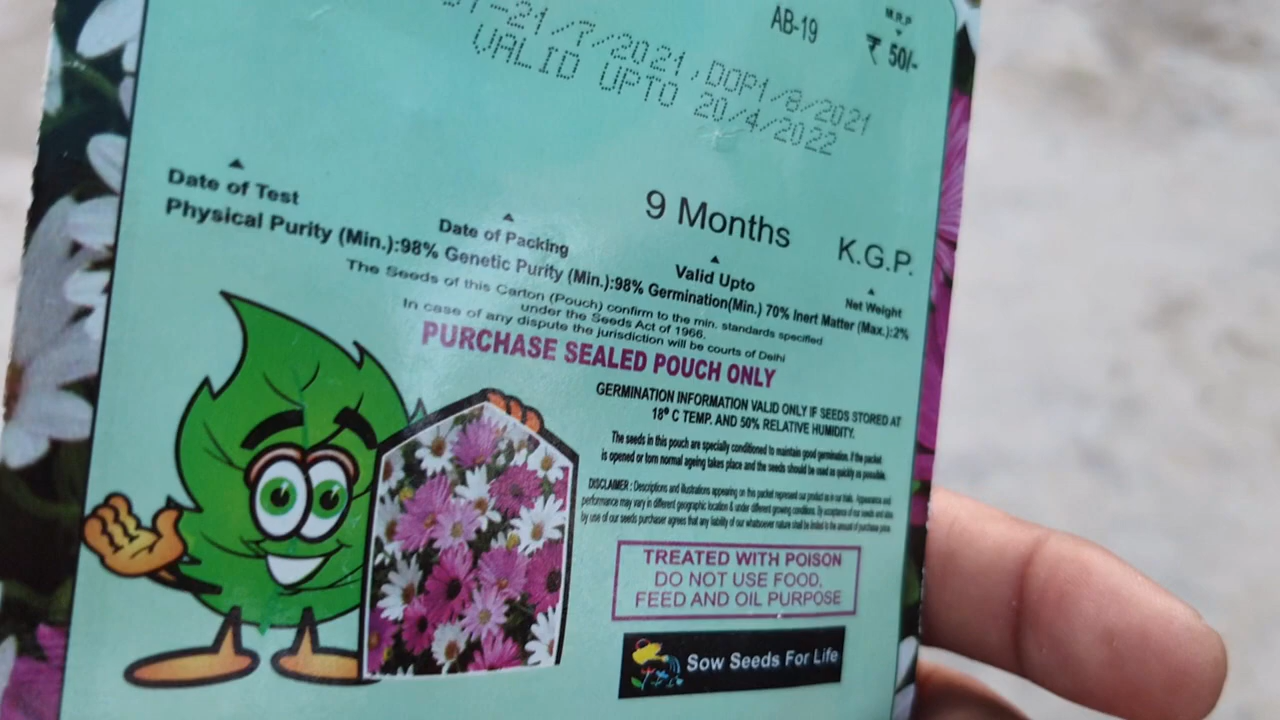 AB-19
M.R.P
₹ 50/-
-21/7/2021, DOP1/8/2021
VALID UPTO 20/4/2022
Date of Test
Date of Packing
9 Months
Valid Upto
K.G.P.
Net Weight
Physical Purity (Min.):98% Genetic Purity (Min.):98% Germination(Min.) 70% Inert Matter (Max.):2%
The Seeds of this Carton (Pouch) confirm to the min. standards specified
under the Seeds Act of 1966.
In case of any dispute the jurisdiction will be courts of Delhi
PURCHASE SEALED POUCH ONLY
GERMINATION INFORMATION VALID ONLY IF SEEDS STORED AT
18⁰ C TEMP. AND 50% RELATIVE HUMIDITY.
The seeds in this pouch are specially conditioned to maintain good germination. If the packet
is opened or torn normal ageing takes place and the seeds should be used as quickly as possible.
DISCLAIMER : Descriptions and illustrations appearing on this packet represent our product as in our trials. Appearance and
performance may vary in different geographic location & under different growing conditions. By acceptance of our seeds and
by use of our seeds purchaser agrees that any liability of our whatsoever nature shall be limited to the amount of purchase price.
TREATED WITH POISON
DO NOT USE FOOD,
FEED AND OIL PURPOSE
Sow Seeds For Life